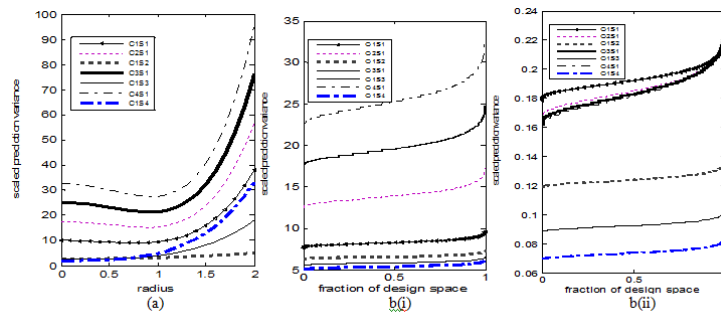 100
90
80
70
60
50
40
30
20
10
0
0 0.5 1 1.5 2
scaled prediction variance
radius
C1S1
C2S1
C1S2
C3S1
C1S3
C4S1
C1S4
(a)
35
30
25
20
15
10
5
0 1
scaled prediction variance
fraction of design space
C1S1
C2S1
C1S2
C3S1
C1S3
C4S1
C1S4
b(i)
0.24
0.22
0.2
0.18
0.16
0.14
0.12
0.1
0.08
0.06
0 0.5
scaled prediction variance
fraction of design space
C1S1
C2S1
C1S2
C3S1
C1S3
C4S1
C1S4
b(ii)